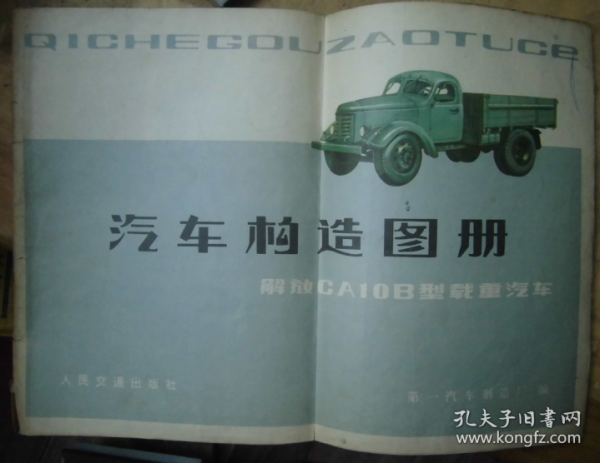 QICHEGOUZAOTUCe
汽车构造图册
解放CA10B型载重汽车
人民交通出版社
第一汽车制造厂编
孔夫子旧书网
www.kongfz.com